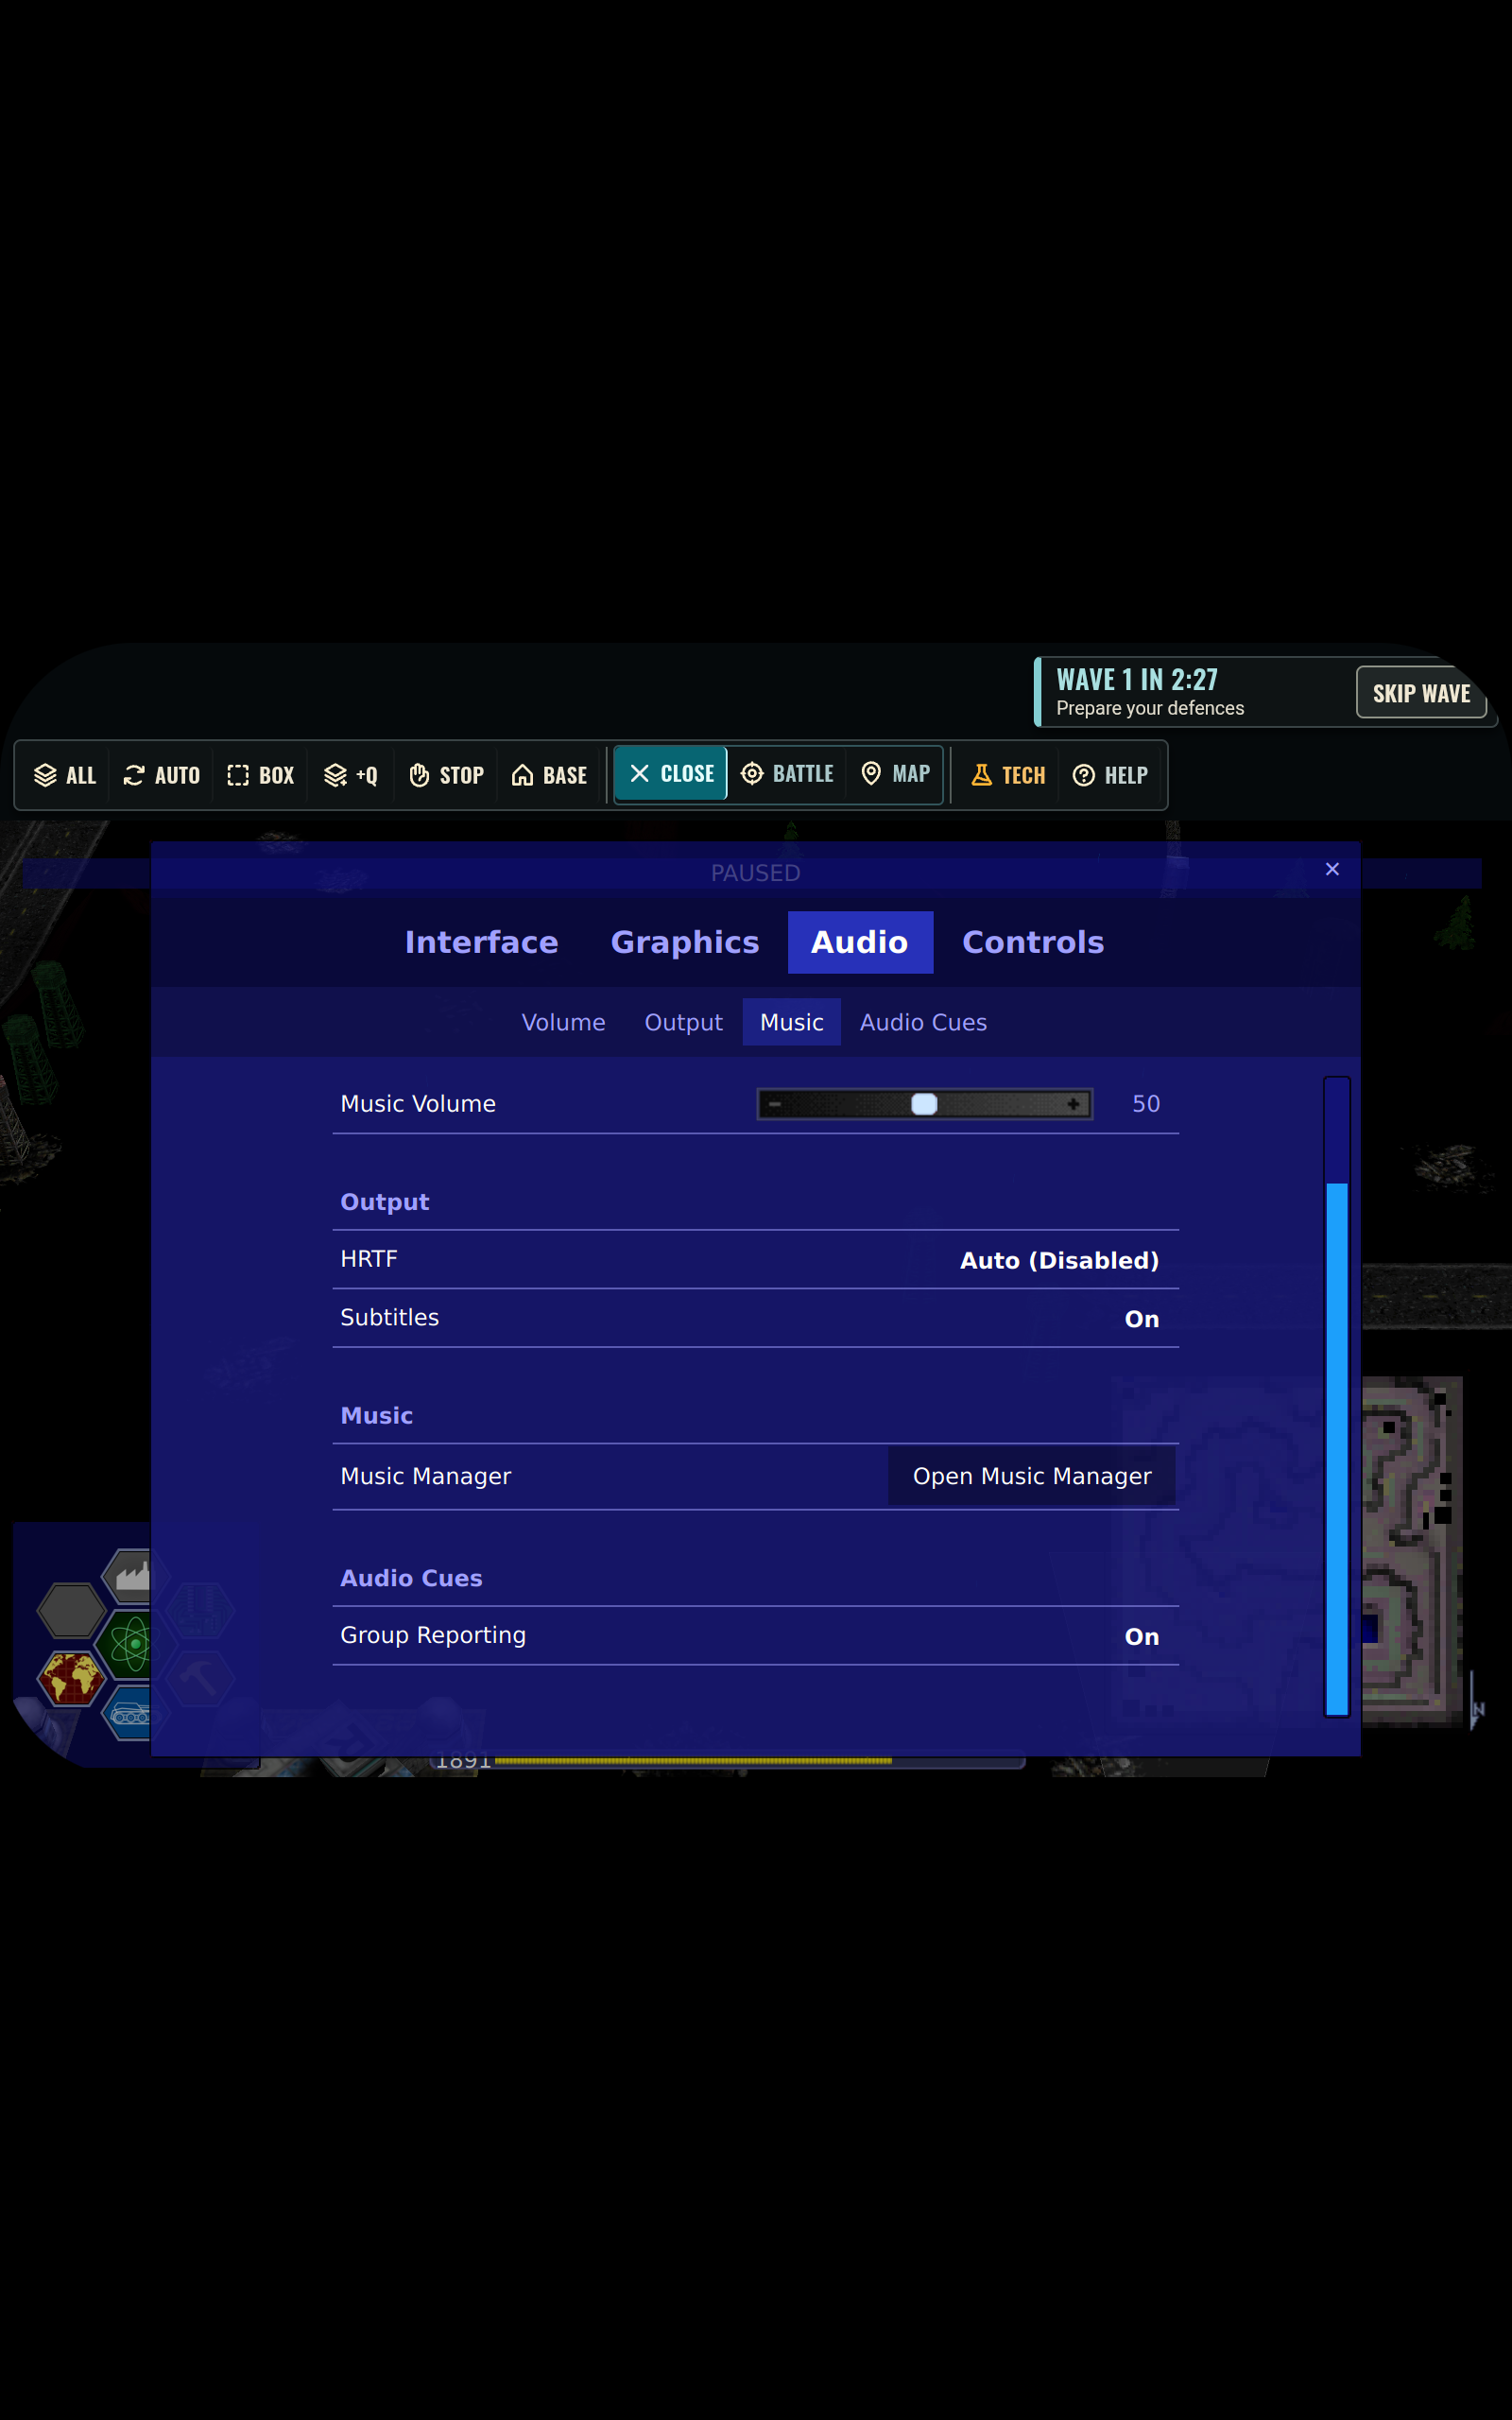 WAVE 1 IN 2:27
Prepare your defences
SKIP WAVE
ALL AUTO BOX +Q STOP BASE CLOSE BATTLE MAP TECH HELP
PAUSED ×
Interface Graphics Audio Controls
Volume Output Music Audio Cues
Music Volume 50
Output
HRTF Auto (Disabled)
Subtitles On
Music
Music Manager Open Music Manager
Audio Cues
Group Reporting On
N
1891